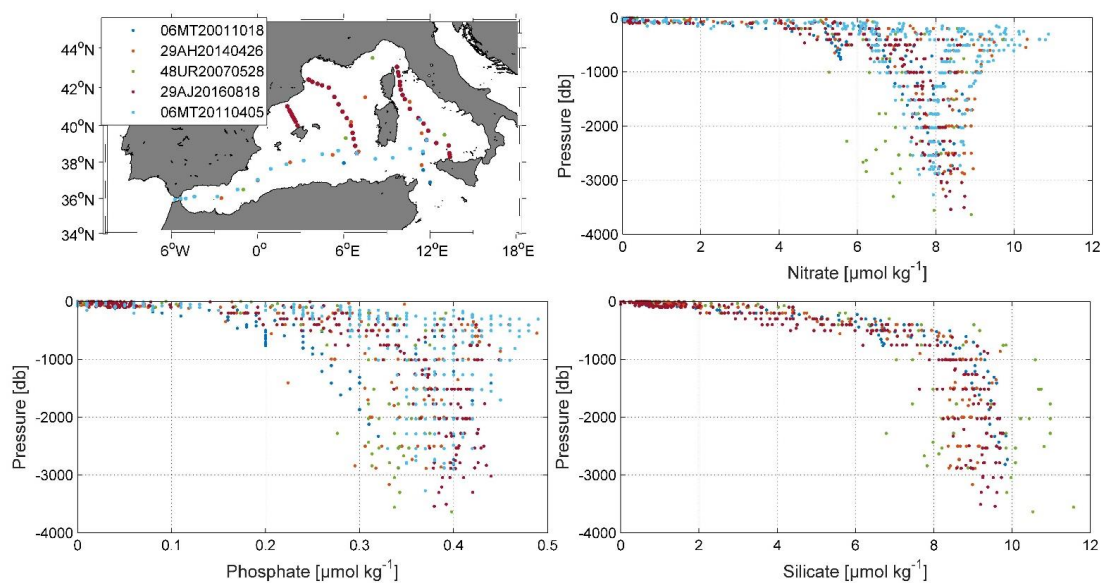 06MT20011018
29AH20140426
48UR20070528
29AJ20160818
06MT20110405
44°N
42°N
40°N
38°N
36°N
34°N
6°W 0° 6°E 12°E 18°E
0
-1000
-2000
-3000
-4000
Pressure [db]
0 2 4 6 8 10 12
Nitrate [µmol kg⁻¹]
0
-1000
-2000
-3000
-4000
Pressure [db]
0 0.1 0.2 0.3 0.4 0.5
Phosphate [µmol kg⁻¹]
0
-1000
-2000
-3000
-4000
Pressure [db]
0 2 4 6 8 10 12
Silicate [µmol kg⁻¹]